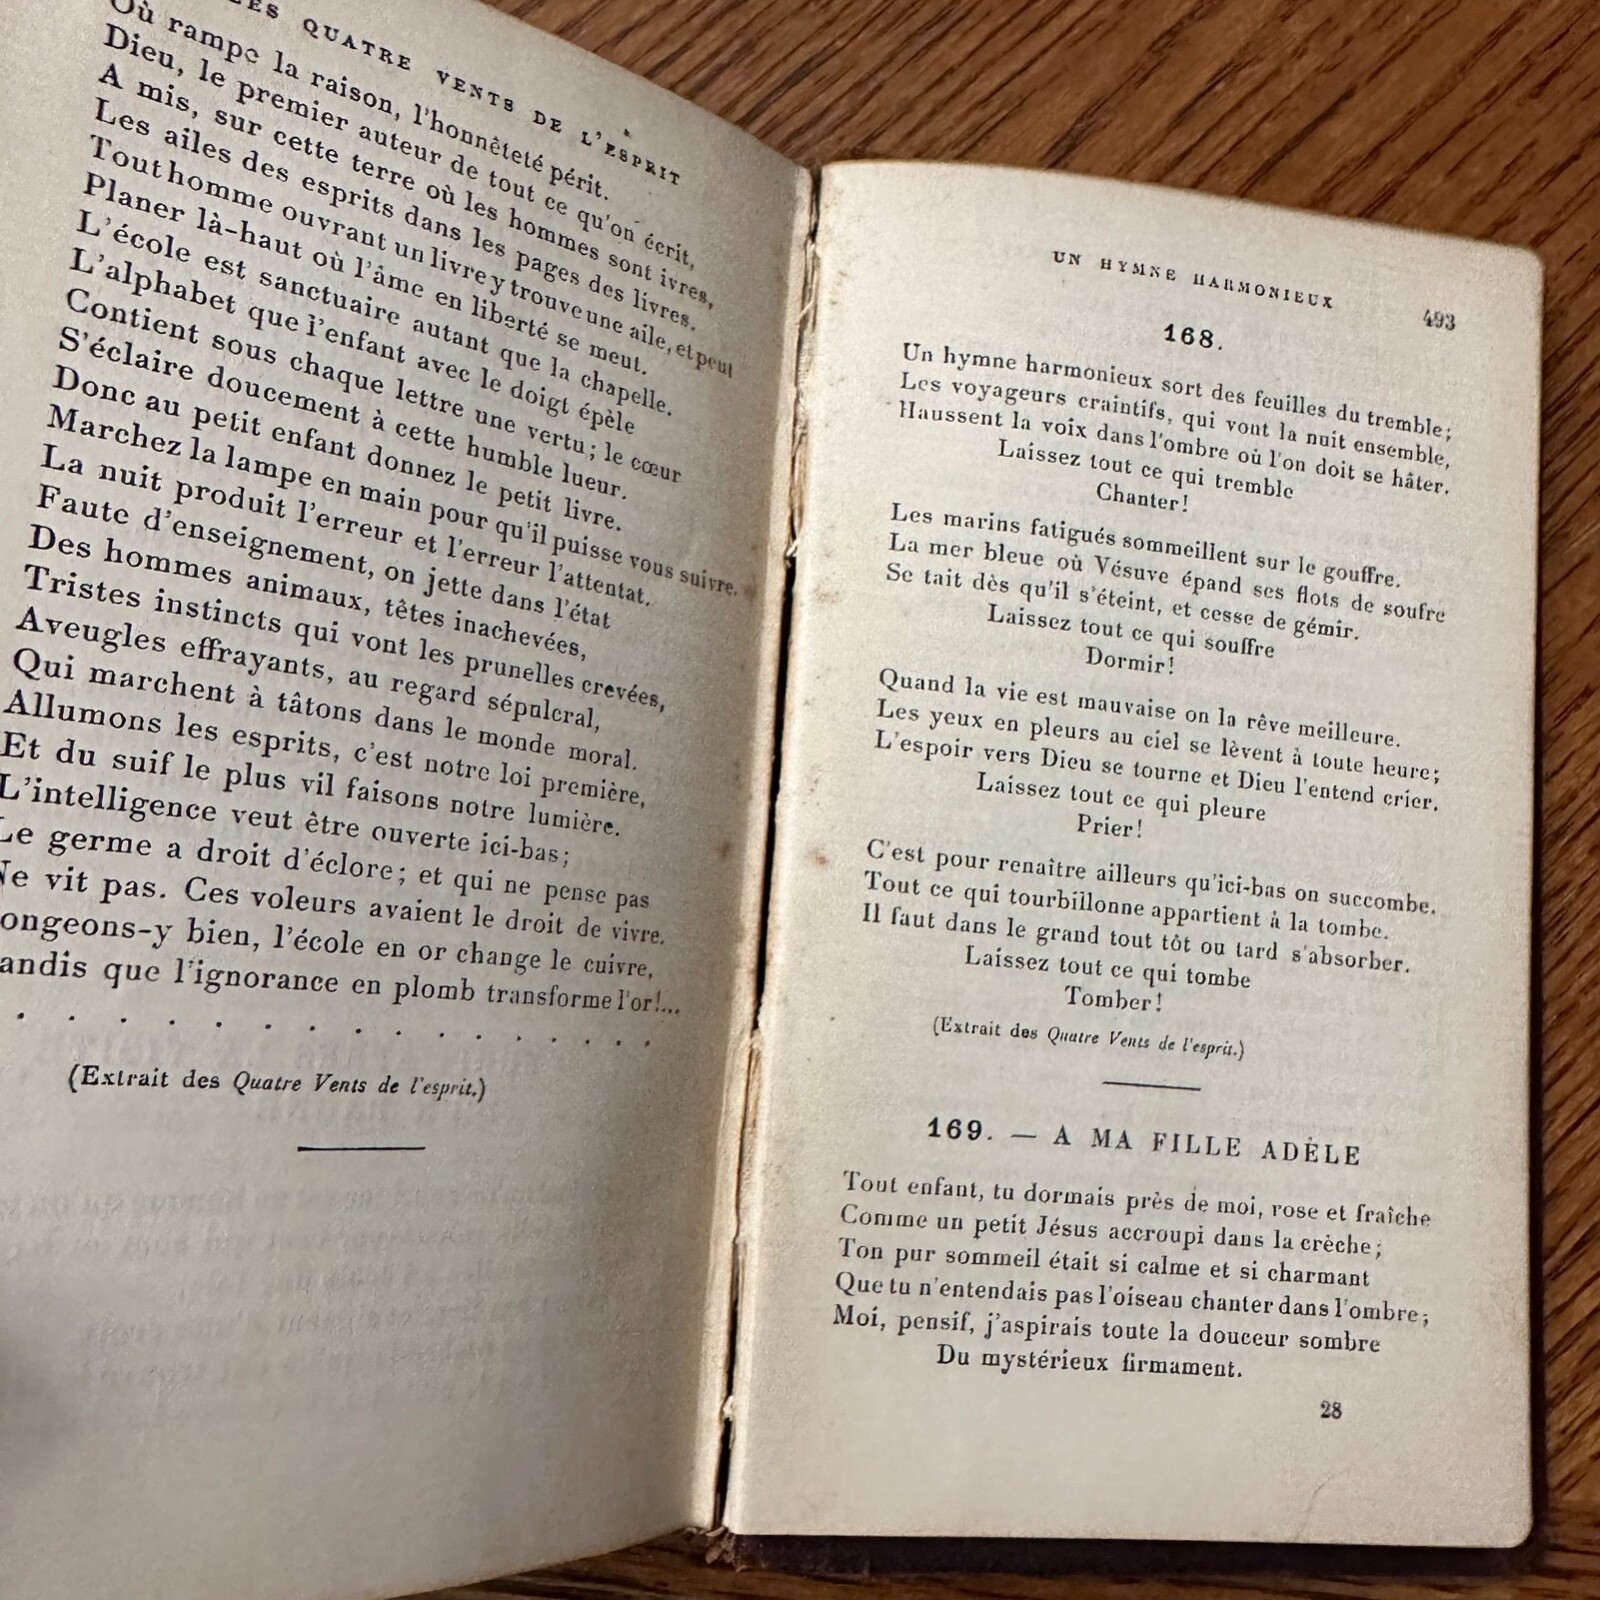 LES QUATRE VENTS DE L'ESPRIT
Où rampe la raison, l'honnêteté périt.
Dieu, le premier auteur de tout ce qu'on écrit,
A mis, sur cette terre où les hommes sont ivres,
Les ailes des esprits dans les pages des livres.
Tout homme ouvrant un livre y trouve une aile, et peut
Planer là-haut où l'âme en liberté se meut.
L'école est sanctuaire autant que la chapelle.
L'alphabet que l'enfant avec le doigt épèle
Contient sous chaque lettre une vertu; le cœur
S'éclaire doucement à cette humble lueur.
Donc au petit enfant donnez le petit livre.
Marchez la lampe en main pour qu'il puisse vous suivre.
La nuit produit l'erreur et l'erreur l'attentat.
Faute d'enseignement, on jette dans l'état
Des hommes animaux, têtes inachevées,
Tristes instincts qui vont les prunelles crevées,
Aveugles effrayants, au regard sépulcral,
Qui marchent à tâtons dans le monde moral.
Allumons les esprits, c'est notre loi première,
Et du suif le plus vil faisons notre lumière.
L'intelligence veut être ouverte ici-bas;
Le germe a droit d'éclore; et qui ne pense pas
Ne vit pas. Ces voleurs avaient le droit de vivre.
ongeons-y bien, l'école en or change le cuivre,
andis que l'ignorance en plomb transforme l'or!...
. . . . . . . . . . . . . .
(Extrait des Quatre Vents de l'esprit.)
UN HYMNE HARMONIEUX 493
168.
Un hymne harmonieux sort des feuilles du tremble;
Les voyageurs craintifs, qui vont la nuit ensemble,
Haussent la voix dans l'ombre où l'on doit se hâter.
Laissez tout ce qui tremble
Chanter!
Les marins fatigués sommeillent sur le gouffre.
La mer bleue où Vésuve épand ses flots de soufre
Se tait dès qu'il s'éteint, et cesse de gémir.
Laissez tout ce qui souffre
Dormir!
Quand la vie est mauvaise on la rêve meilleure.
Les yeux en pleurs au ciel se lèvent à toute heure;
L'espoir vers Dieu se tourne et Dieu l'entend crier.
Laissez tout ce qui pleure
Prier!
C'est pour renaître ailleurs qu'ici-bas on succombe.
Tout ce qui tourbillonne appartient à la tombe.
Il faut dans le grand tout tôt ou tard s'absorber.
Laissez tout ce qui tombe
Tomber!
(Extrait des Quatre Vents de l'esprit.)
169. — A MA FILLE ADÈLE
Tout enfant, tu dormais près de moi, rose et fraîche
Comme un petit Jésus accroupi dans la crèche;
Ton pur sommeil était si calme et si charmant
Que tu n'entendais pas l'oiseau chanter dans l'ombre;
Moi, pensif, j'aspirais toute la douceur sombre
Du mystérieux firmament.
28